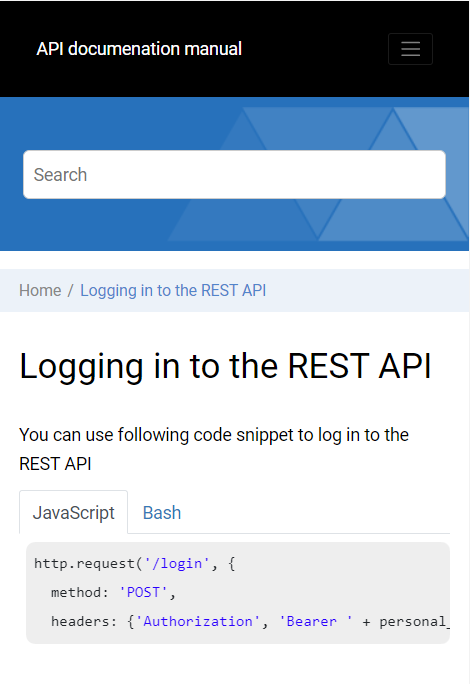 API documenation manual
Search
Home / Logging in to the REST API
Logging in to the REST API
You can use following code snippet to log in to the
REST API
JavaScript Bash
http.request('/login', {
  method: 'POST',
  headers: {'Authorization', 'Bearer ' + personal_